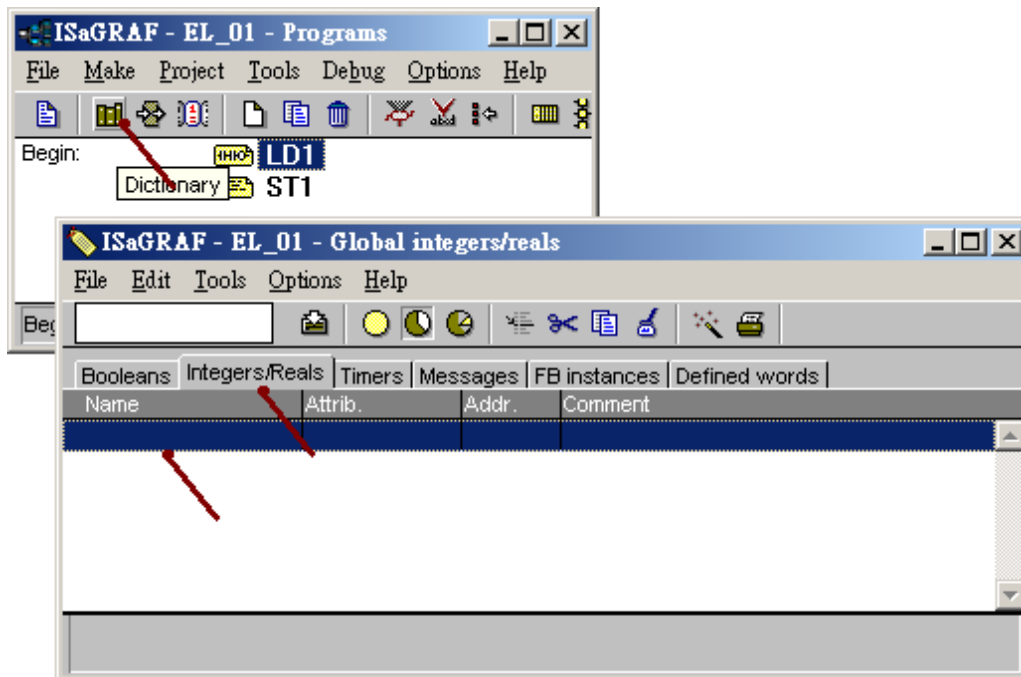 ISaGRAF - EL_01 - Programs
File Make Project Tools Debug Options Help
Begin: LD1
Dictionary ST1
ISaGRAF - EL_01 - Global integers/reals
File Edit Tools Options Help
Beg
Booleans Integers/Reals Timers Messages FB instances Defined words
Name Attrib. Addr. Comment